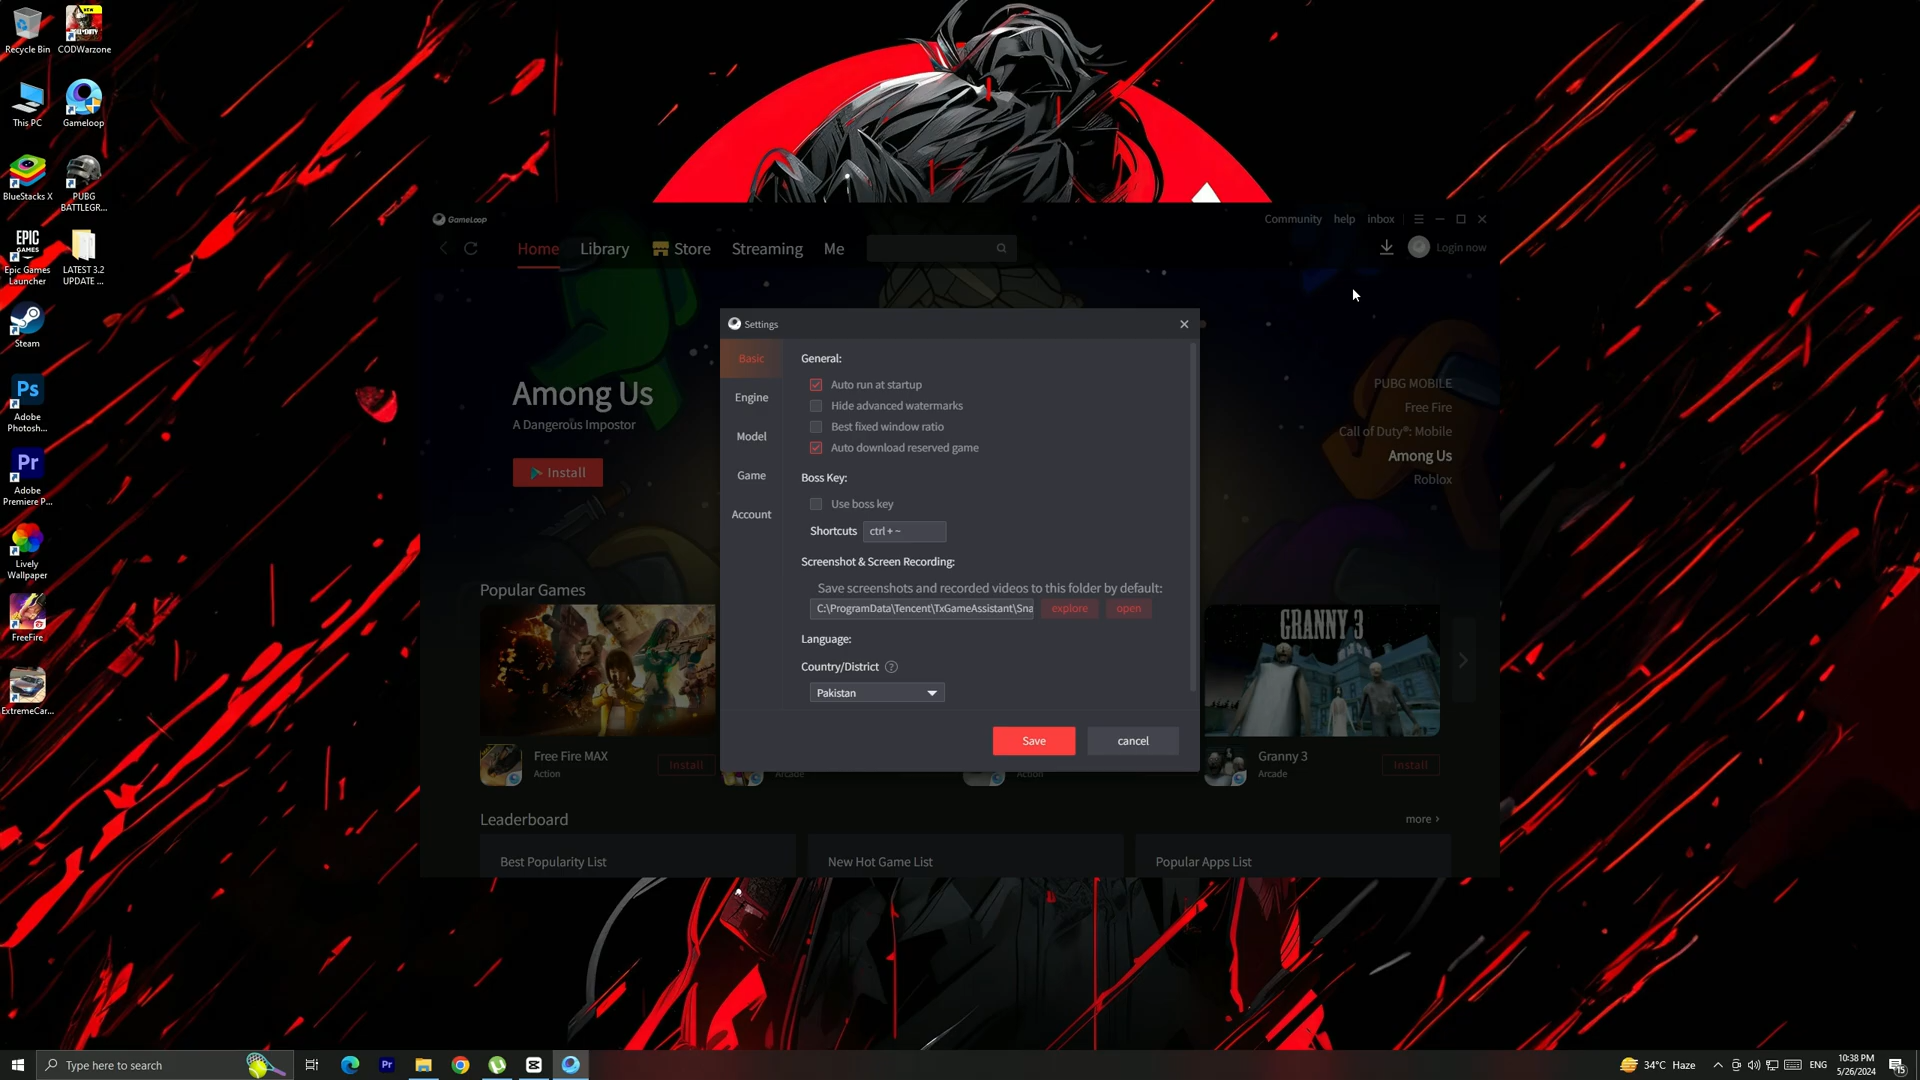 Recycle Bin
CODWarzone
This PC
Gameloop
BlueStacks X
PUBG
BATTLEGR...
EPIC
GAMES
Epic Games
Launcher
LATEST 3.2
UPDATE ...
Steam
Ps
Adobe
Photosh...
Pr
Adobe
Premiere P...
Lively
Wallpaper
FreeFire
ExtremeCar...
GameLoop
Community
help
inbox
Home
Library
Store
Streaming
Me
Login now
Among Us
A Dangerous Impostor
Install
PUBG MOBILE
Free Fire
Call of Duty®: Mobile
Among Us
Roblox
Settings
Basic
Engine
Model
Game
Account
General:
Auto run at startup
Hide advanced watermarks
Best fixed window ratio
Auto download reserved game
Boss Key:
Use boss key
Shortcuts
ctrl + ~
Screenshot & Screen Recording:
Save screenshots and recorded videos to this folder by default:
C:\ProgramData\Tencent\TxGameAssistant\Sna
explore
open
Language:
Country/District ?
Pakistan
Save
cancel
Popular Games
GRANNY 3
Free Fire MAX
Action
Install
Arcade
Action
Granny 3
Arcade
Install
Leaderboard
more ›
Best Popularity List
New Hot Game List
Popular Apps List
Type here to search
Pr
34°C Haze
ENG
10:38 PM
5/26/2024
15